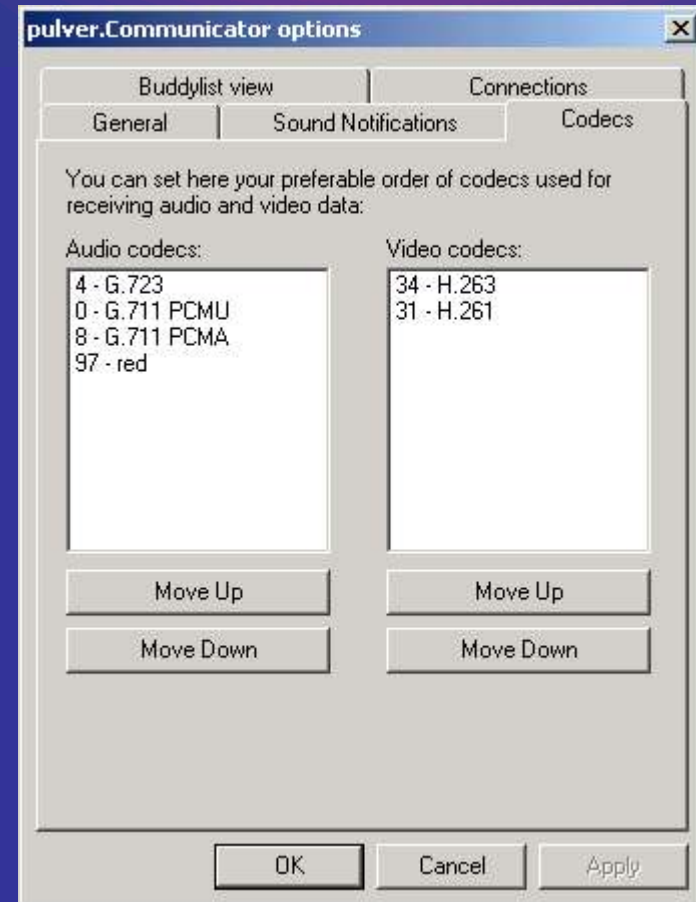 pulver.Communicator options
Buddylist view
Connections
General
Sound Notifications
Codecs
You can set here your preferable order of codecs used for
receiving audio and video data:
Audio codecs:
4 - G.723
0 - G.711 PCMU
8 - G.711 PCMA
97 - red
Video codecs:
34 - H.263
31 - H.261
Move Up
Move Up
Move Down
Move Down
OK
Cancel
Apply